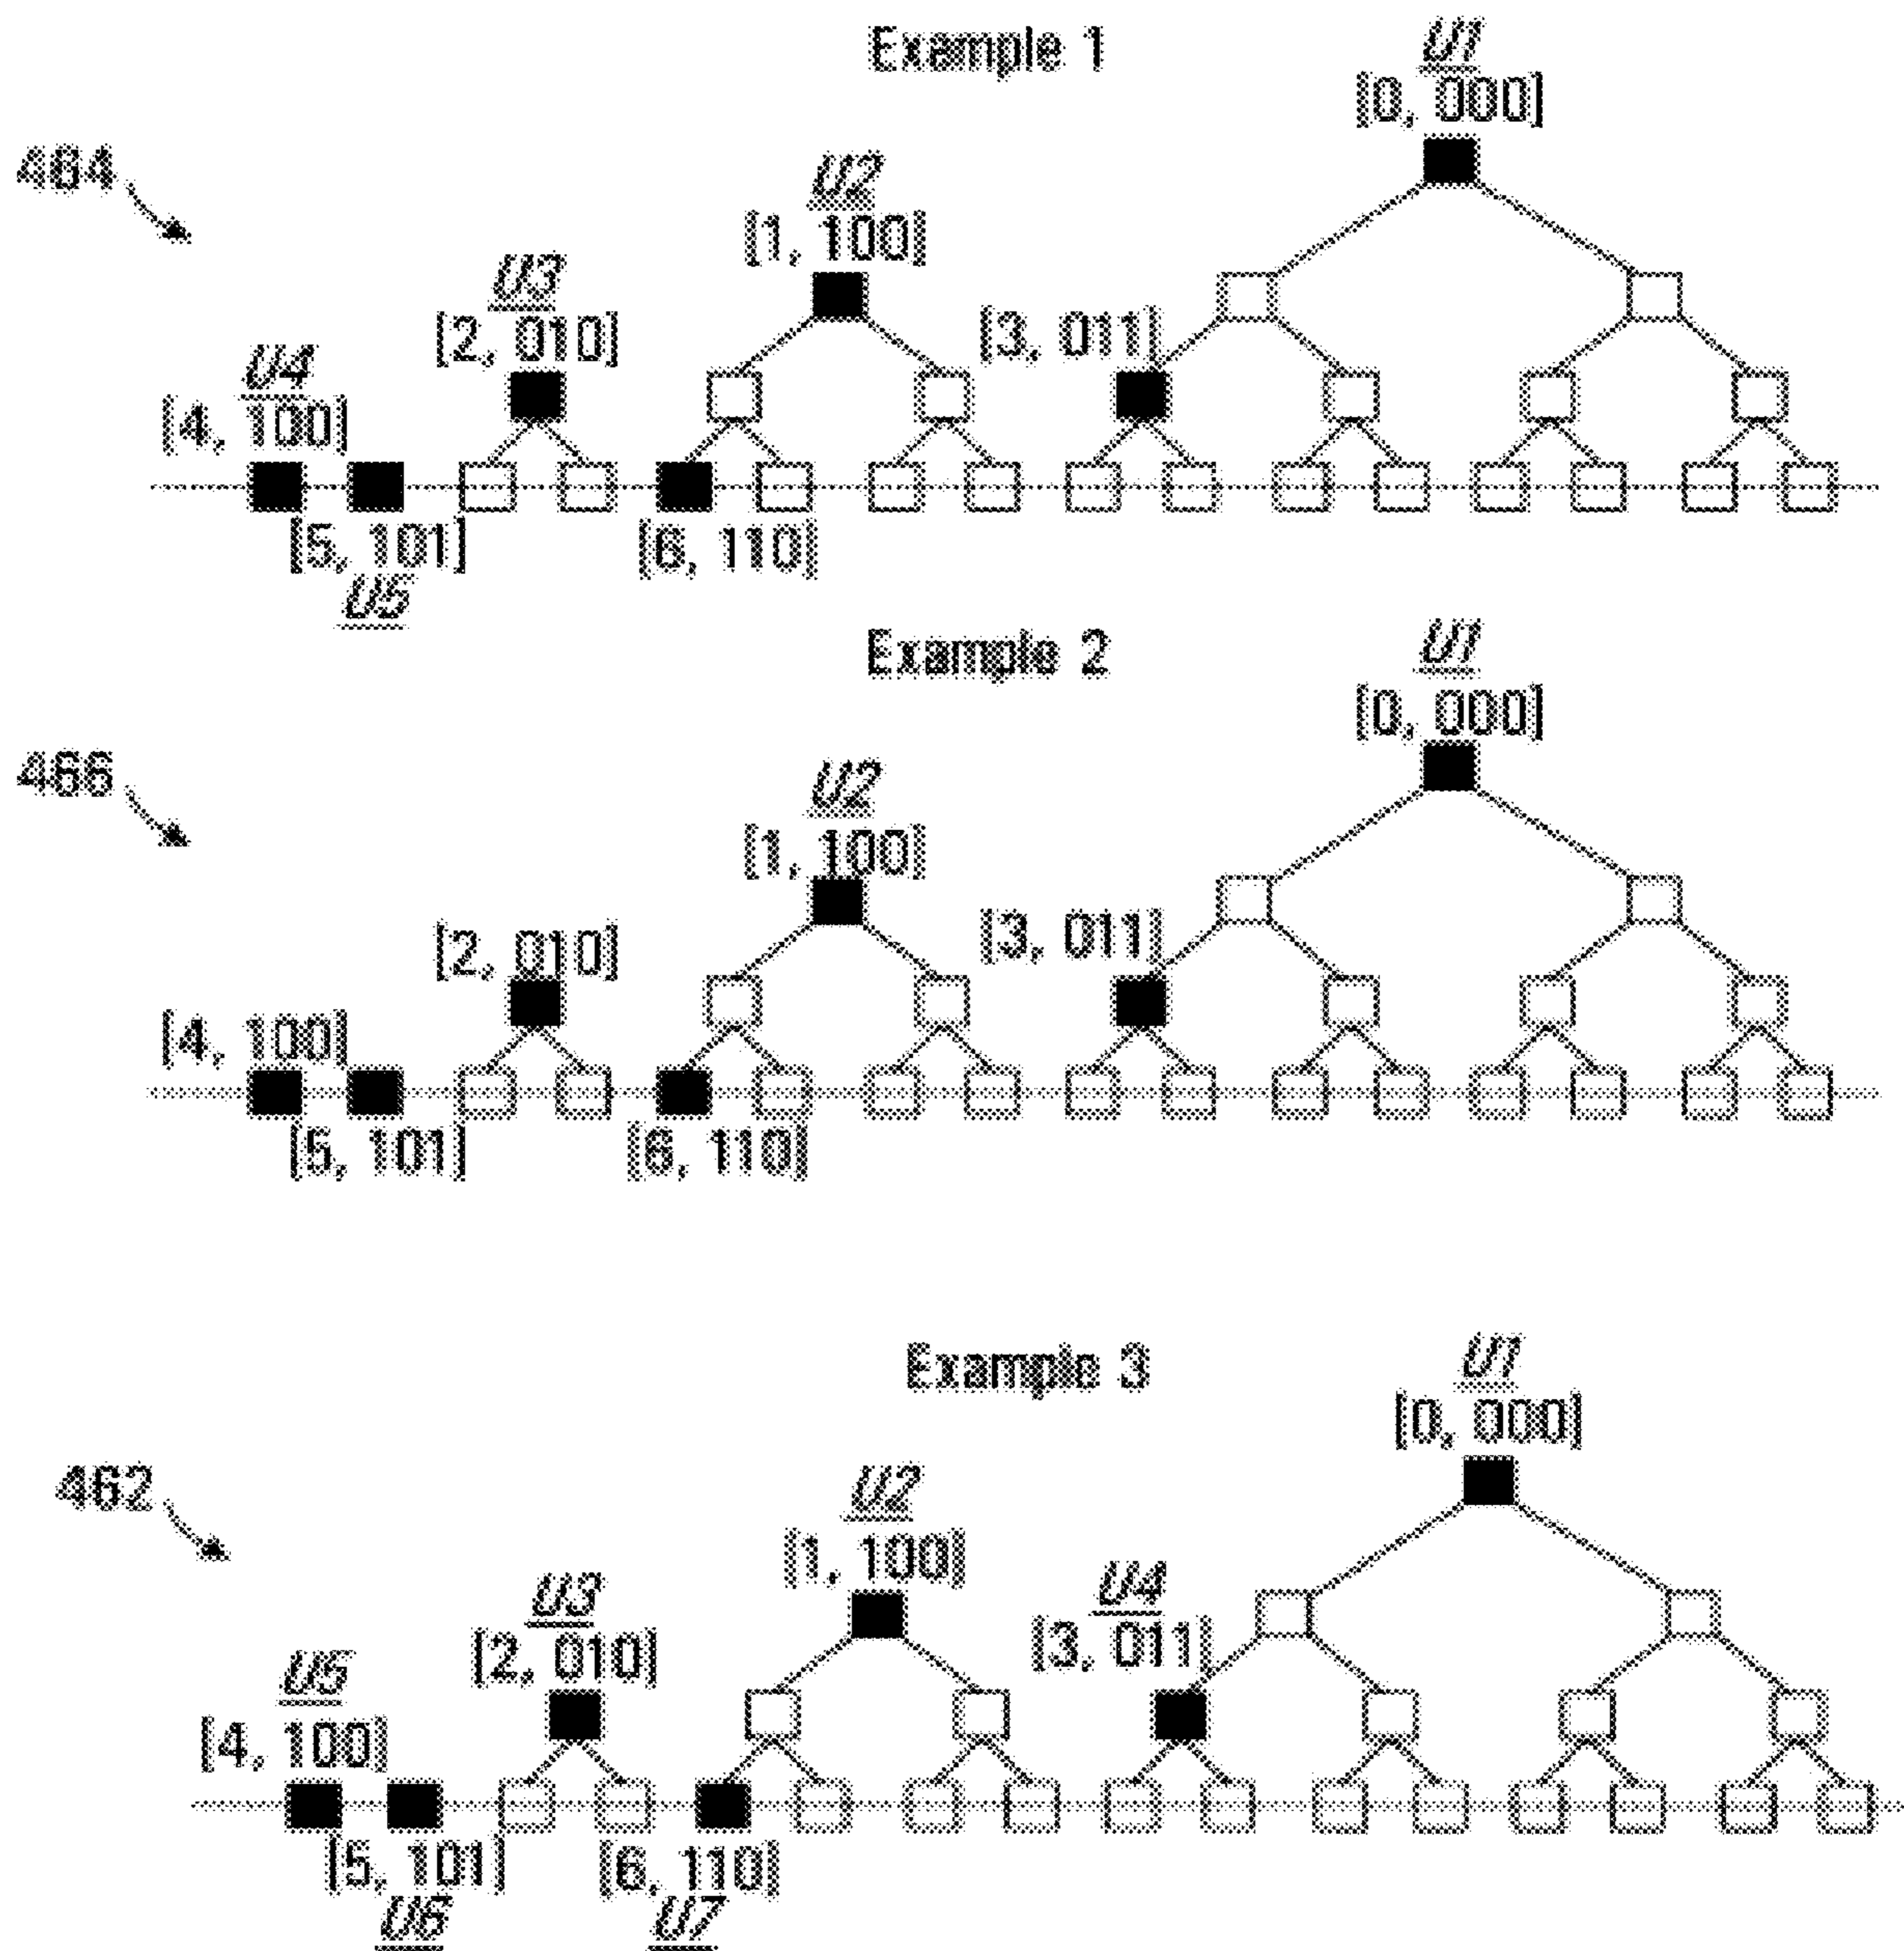 Example 1
U1
[0, 000]
464
U2
[1, 100]
U3
[2, 010]
[3, 011]
U4
[4, 100]
[5, 101]
U5
[6, 110]
Example 2
U1
[0, 000]
466
U2
[1, 100]
[2, 010]
[3, 011]
[4, 100]
[5, 101]
[6, 110]
Example 3
U1
[0, 000]
462
U2
[1, 100]
U3
[2, 010]
U4
[3, 011]
U5
[4, 100]
[5, 101]
U6
[6, 110]
U7